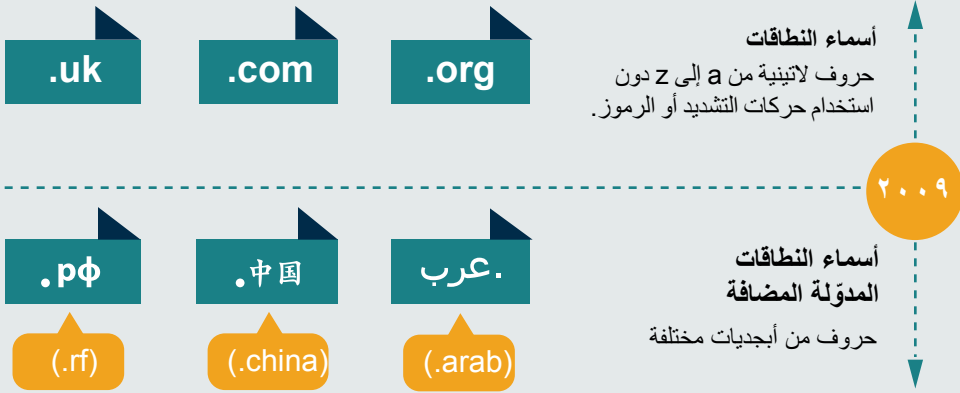 أسماء النطاقات
حروف لاتينية من a إلى z دون
استخدام حركات التشديد أو الرموز.
.org
.com
.uk
٢٠٠٩
أسماء النطاقات
المدوّلة المضافة
حروف من أبجديات مختلفة
.عرب
.中国
.рф
(.arab)
(.china)
(.rf)